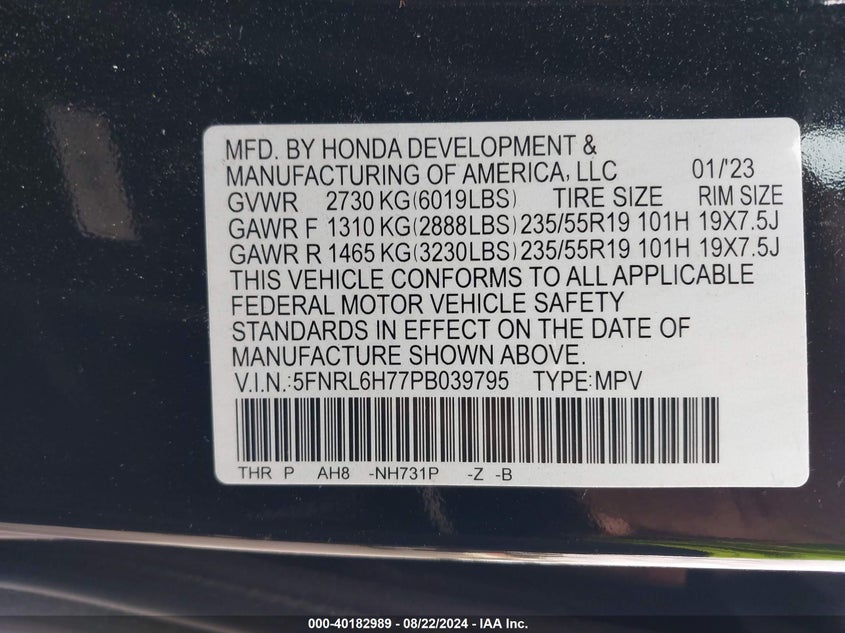 MFD. BY HONDA DEVELOPMENT &
MANUFACTURING OF AMERICA, LLC 01/'23
GVWR 2730 KG(6019LBS) TIRE SIZE RIM SIZE
GAWR F 1310 KG(2888LBS) 235/55R19 101H 19X7.5J
GAWR R 1465 KG(3230LBS) 235/55R19 101H 19X7.5J
THIS VEHICLE CONFORMS TO ALL APPLICABLE
FEDERAL MOTOR VEHICLE SAFETY
STANDARDS IN EFFECT ON THE DATE OF
MANUFACTURE SHOWN ABOVE.
V.I.N.:5FNRL6H77PB039795 TYPE:MPV
THR P AH8 -NH731P -Z -B
000-40182989 - 08/22/2024 - IAA Inc.